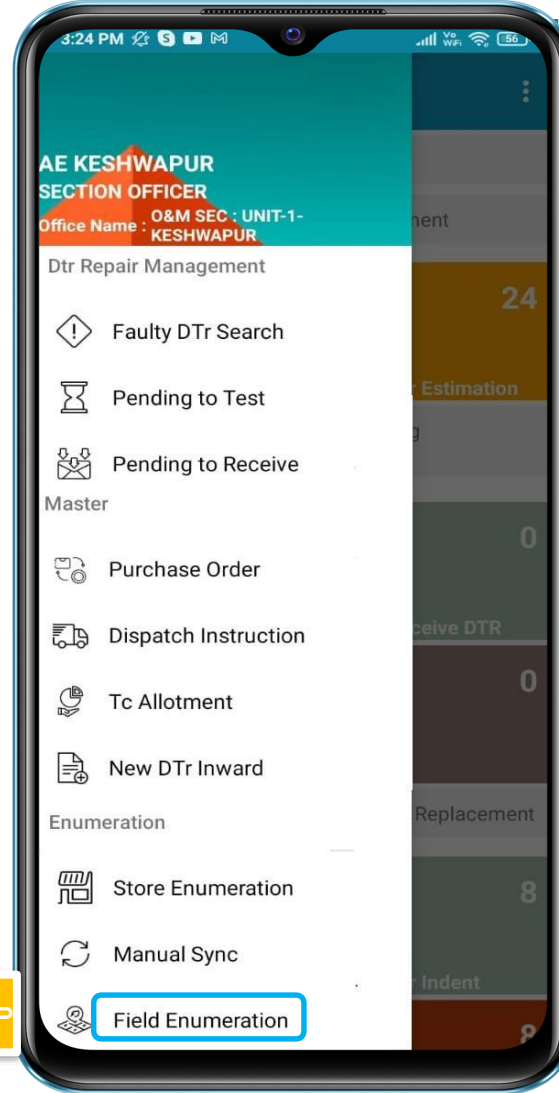 3:24 PM
Vo
WiFi
56
AE KESHWAPUR
SECTION OFFICER
Office Name : O&M SEC : UNIT-1-
KESHWAPUR
Dtr Repair Management
24
Faulty DTr Search
Estimation
Pending to Test
Pending to Receive
Master
0
Purchase Order
ceive DTR
Dispatch Instruction
0
Tc Allotment
New DTr Inward
Replacement
Enumeration
Store Enumeration
8
Manual Sync
Indent
Field Enumeration
8